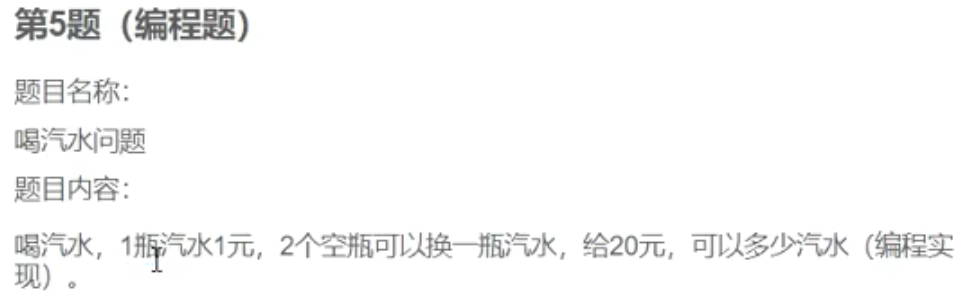 第5题（编程题）
题目名称：
喝汽水问题
题目内容：
喝汽水，1瓶汽水1元，2个空瓶可以换一瓶汽水，给20元，可以多少汽水（编程实
现）。